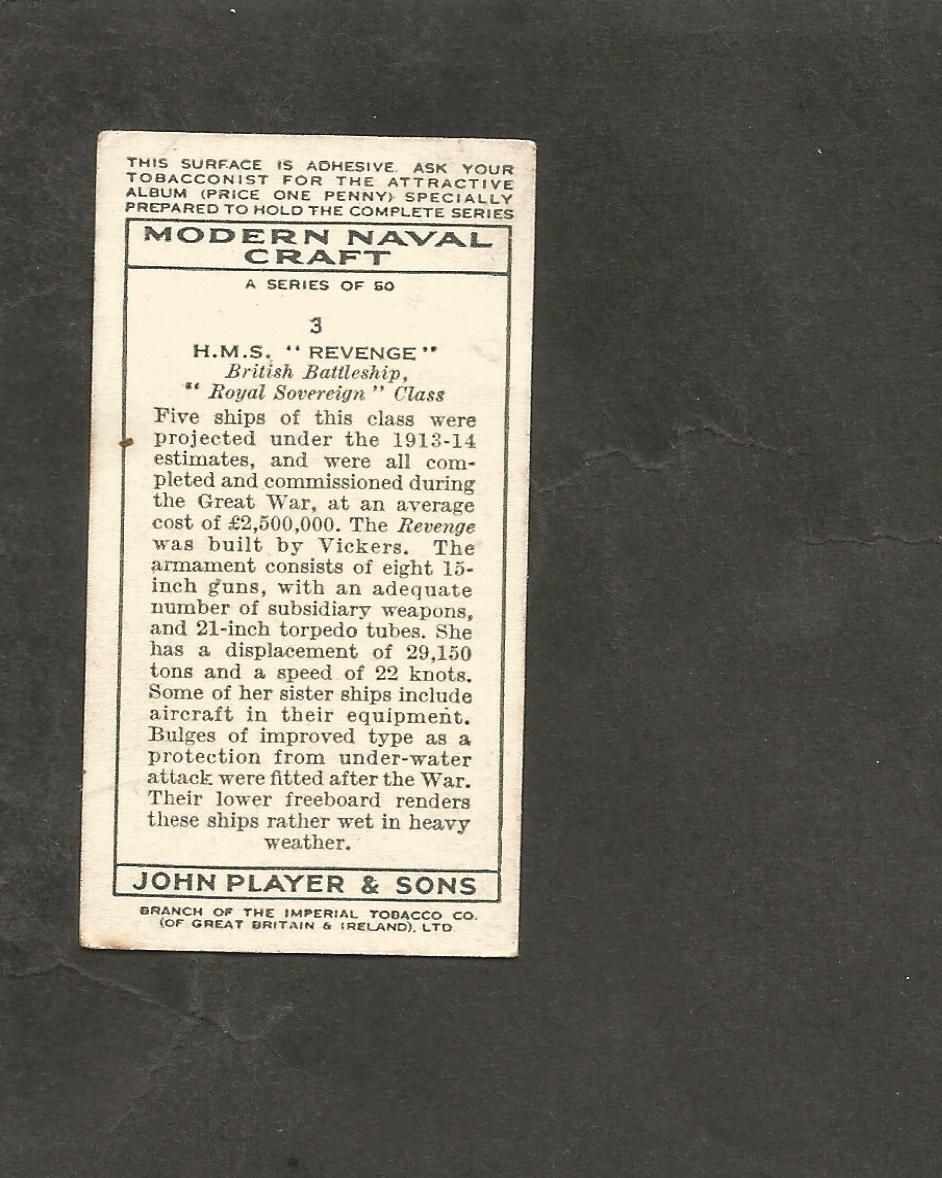 THIS SURFACE IS ADHESIVE. ASK YOUR
TOBACCONIST FOR THE ATTRACTIVE
ALBUM (PRICE ONE PENNY) SPECIALLY
PREPARED TO HOLD THE COMPLETE SERIES
MODERN NAVAL
CRAFT
A SERIES OF 50
3
H.M.S. "REVENGE"
British Battleship,
"Royal Sovereign" Class
Five ships of this class were
projected under the 1913-14
estimates, and were all com-
pleted and commissioned during
the Great War, at an average
cost of £2,500,000. The Revenge
was built by Vickers. The
armament consists of eight 15-
inch guns, with an adequate
number of subsidiary weapons,
and 21-inch torpedo tubes. She
has a displacement of 29,150
tons and a speed of 22 knots.
Some of her sister ships include
aircraft in their equipment.
Bulges of improved type as a
protection from under-water
attack were fitted after the War.
Their lower freeboard renders
these ships rather wet in heavy
weather.
JOHN PLAYER & SONS
BRANCH OF THE IMPERIAL TOBACCO CO.
(OF GREAT BRITAIN & IRELAND), LTD